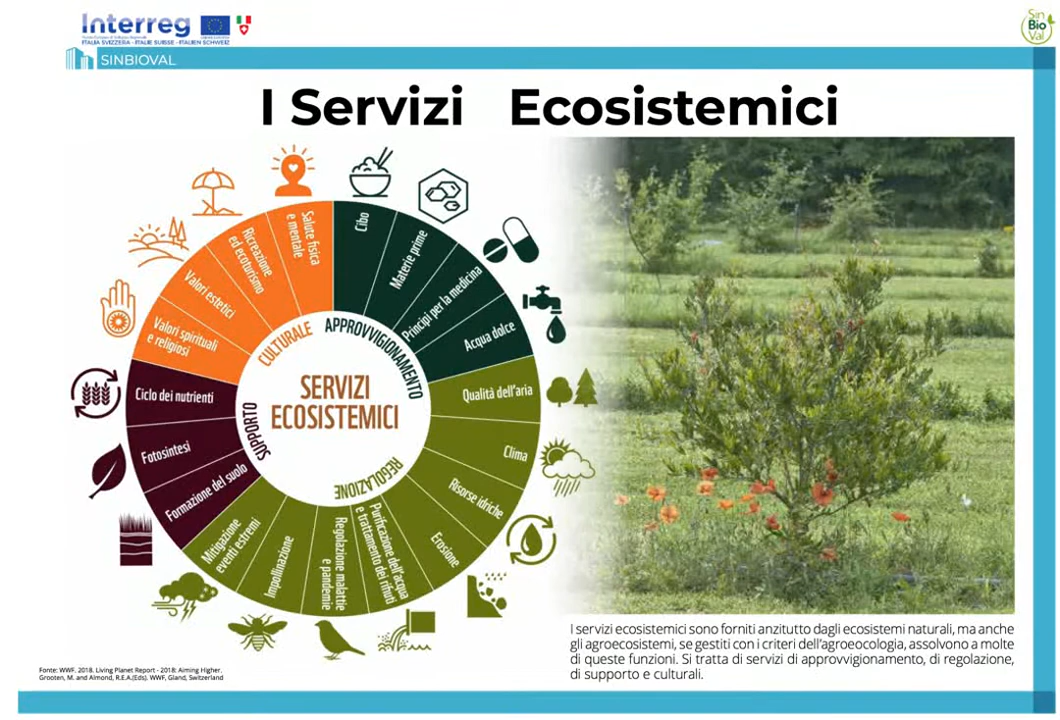 Interreg
ITALIA SVIZZERA - ITALIE SUISSE - ITALIEN SCHWEIZ
Sin
Bio
Val
SINBIOVAL
I Servizi Ecosistemici
Cibo
Materie prime
Principi per la medicina
Acqua dolce
Qualità dell'aria
Clima
Risorse idriche
Erosione
Purificazione dell'acqua
e trattamento dei rifiuti
Regolazione malattie
e pandemie
Impollinazione
Mitigazione
eventi estremi
Formazione del suolo
Fotosintesi
Ciclo dei nutrienti
Valori spirituali
e religiosi
Valori estetici
Ricreazione
ed ecoturismo
Salute fisica
e mentale
CULTURALE
APPROVVIGIONAMENTO
REGOLAZIONE
SUPPORTO
SERVIZI
ECOSISTEMICI
I servizi ecosistemici sono forniti anzitutto dagli ecosistemi naturali, ma anche
gli agroecosistemi, se gestiti con i criteri dell'agroecologia, assolvono a molte
di queste funzioni. Si tratta di servizi di approvvigionamento, di regolazione,
di supporto e culturali.
Fonte: WWF. 2018. Living Planet Report - 2018: Aiming Higher.
Grooten, M. and Almond, R.E.A.(Eds). WWF, Gland, Switzerland